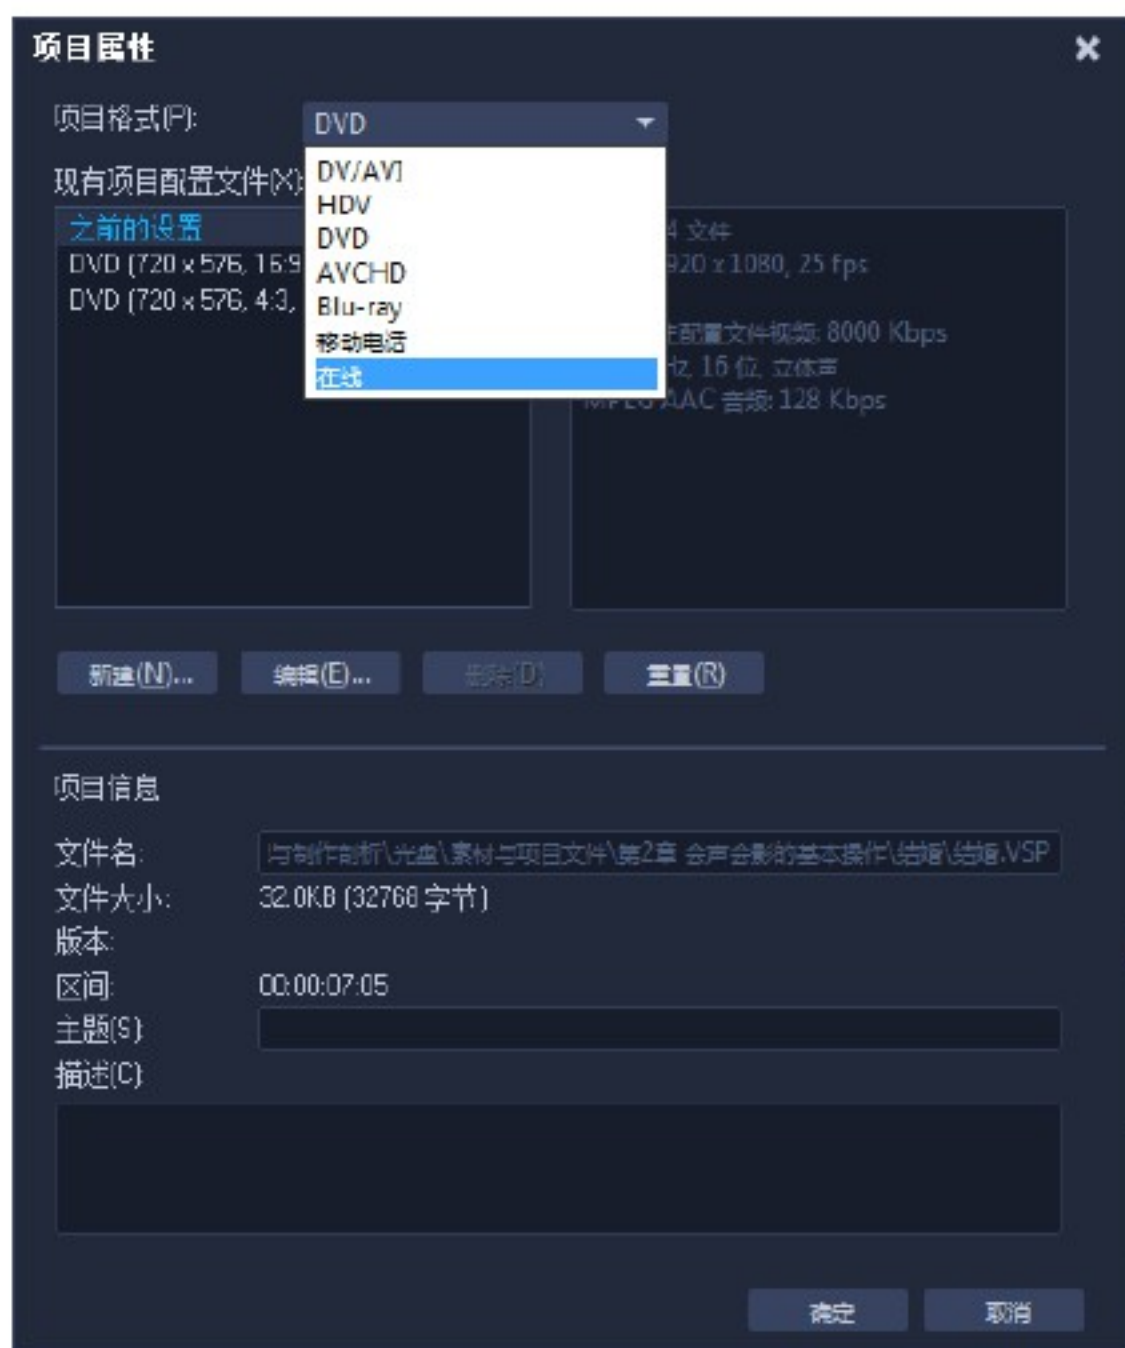 项目属性
项目格式(P):
DVD
DV/AVI
HDV
DVD
AVCHD
Blu-ray
移动电话
在线
现有项目配置文件(X):
之前的设置
DVD (720 x 576, 16:9
DVD (720 x 576, 4:3,
4 文件
920 x 1080, 25 fps
配置文件视频: 8000 Kbps
Hz, 16 位, 立体声
MPEG AAC 音频: 128 Kbps
新建(N)...
编辑(E)...
删除(D)
重置(R)
项目信息
文件名:
与制作剖析\光盘\素材与项目文件\第2章 会声会影的基本操作\结婚\结婚.VSP
文件大小:
32.0KB (32768 字节)
版本:
区间:
00:00:07:05
主题(S):
描述(C):
确定
取消